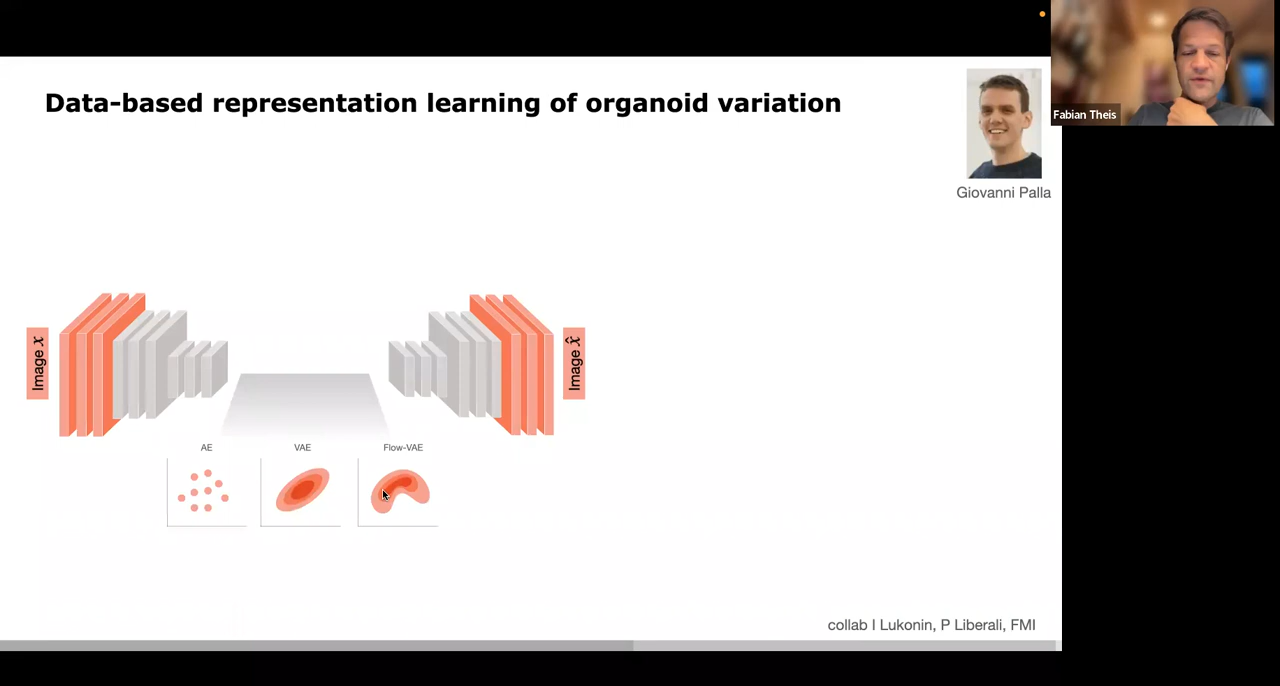 Data-based representation learning of organoid variation
Fabian Theis
Giovanni Palla
Image x
Image x̂
AE
VAE
Flow-VAE
collab I Lukonin, P Liberali, FMI